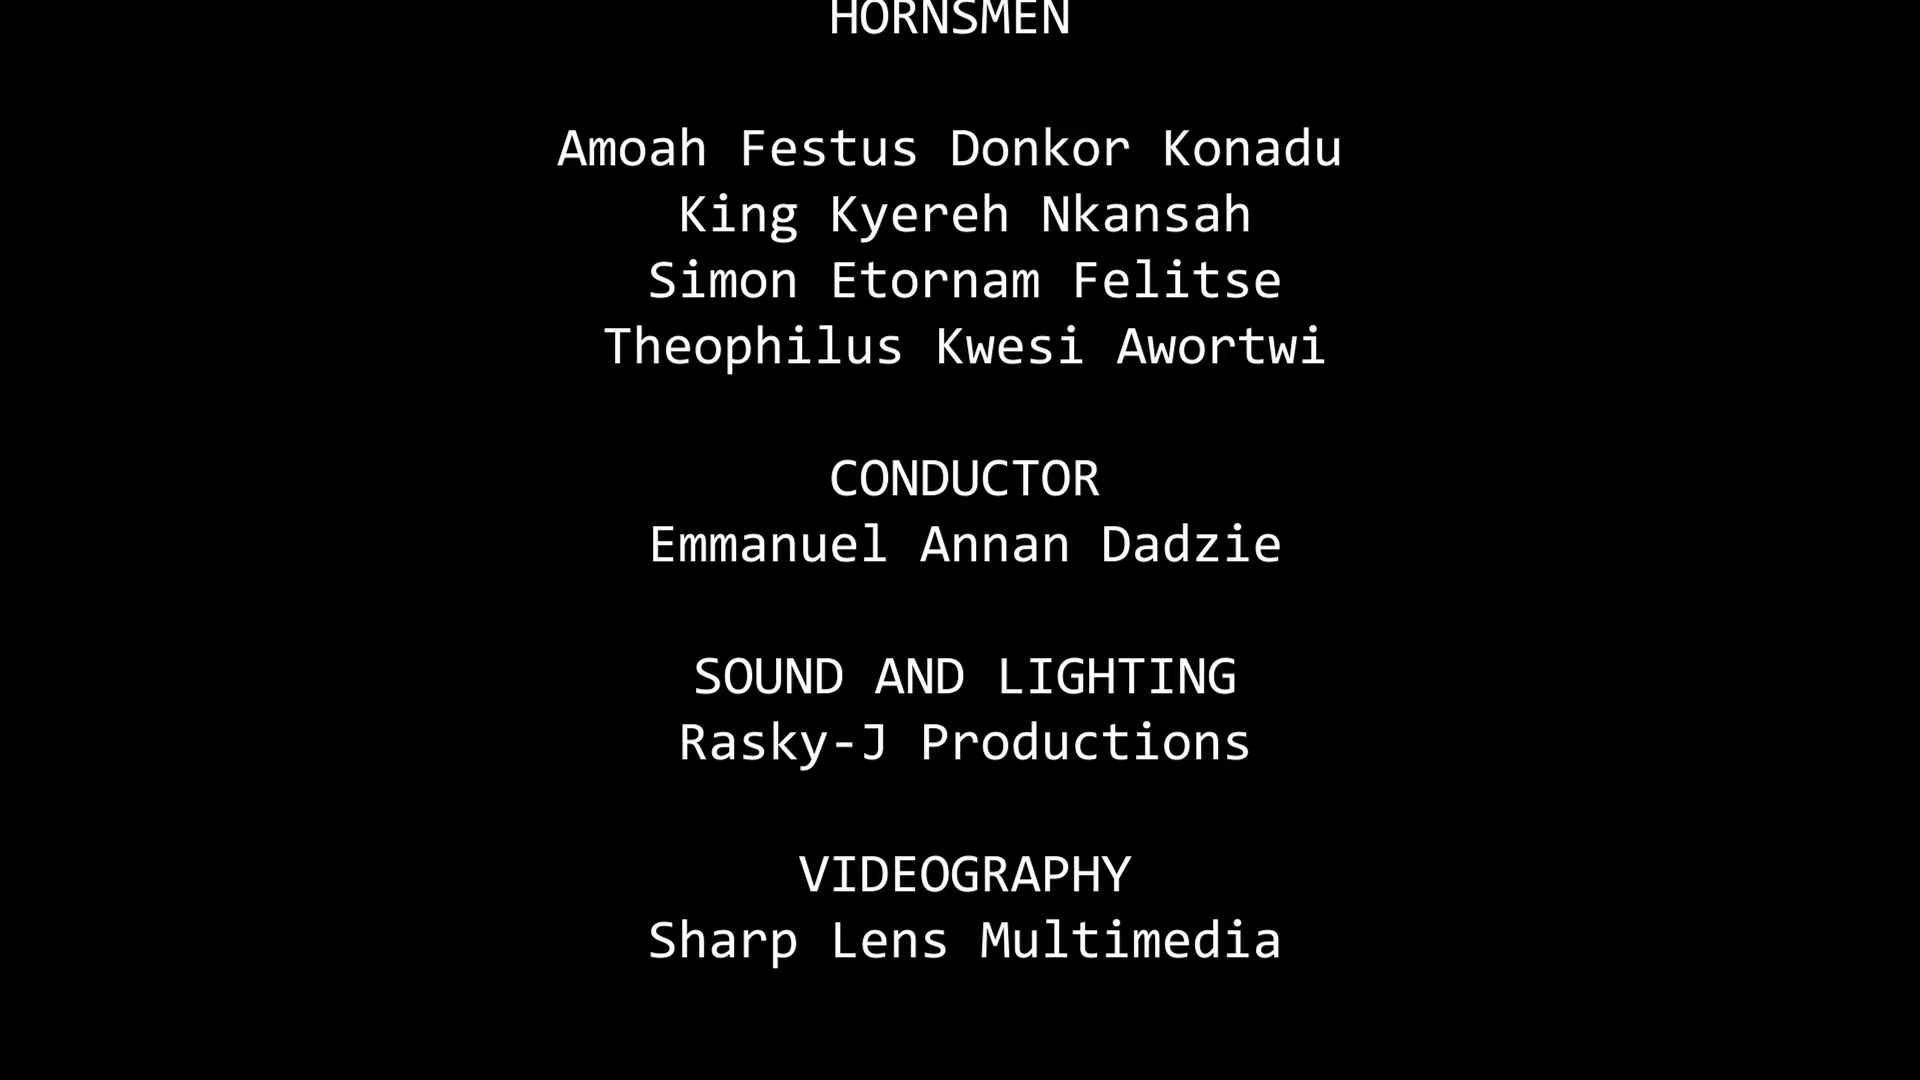 HORNSMEN
Amoah Festus Donkor Konadu
King Kyereh Nkansah
Simon Etornam Felitse
Theophilus Kwesi Awortwi
CONDUCTOR
Emmanuel Annan Dadzie
SOUND AND LIGHTING
Rasky-J Productions
VIDEOGRAPHY
Sharp Lens Multimedia